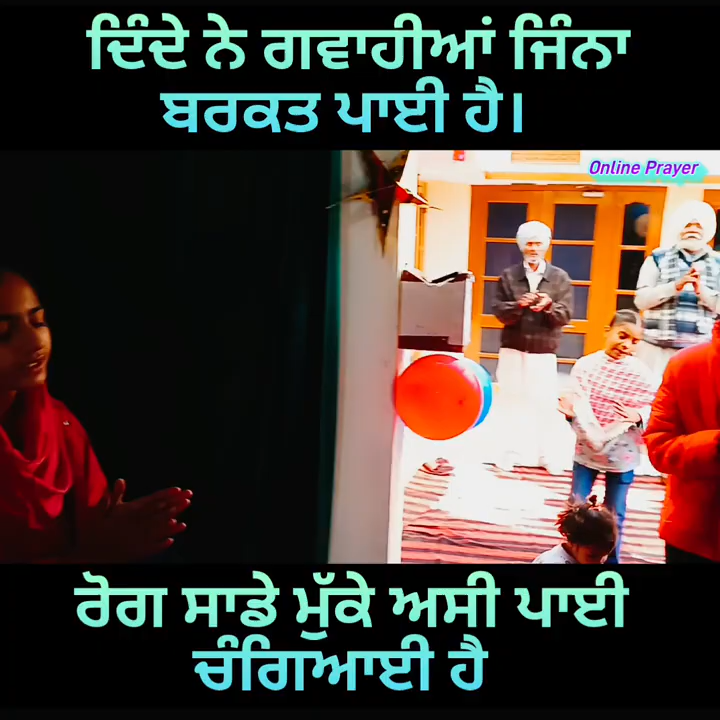 ਦਿੰਦੇ ਨੇ ਗਵਾਹੀਆਂ ਜਿੰਨਾ
ਬਰਕਤ ਪਾਈ ਹੈ।
Online Prayer
ਰੋਗ ਸਾਡੇ ਮੁੱਕੇ ਅਸੀ ਪਾਈ
ਚੰਗਿਆਈ ਹੈ